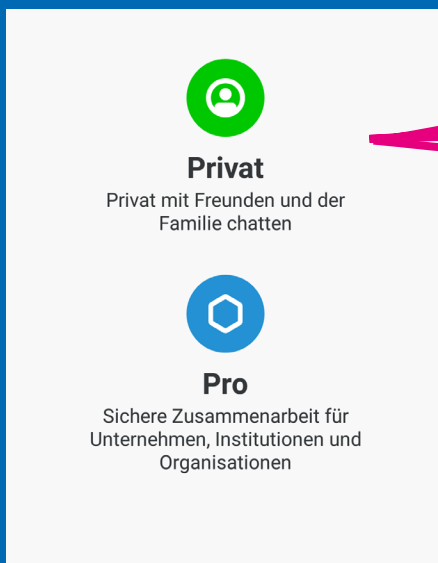 Privat
Privat mit Freunden und der
Familie chatten
Pro
Sichere Zusammenarbeit für
Unternehmen, Institutionen und
Organisationen